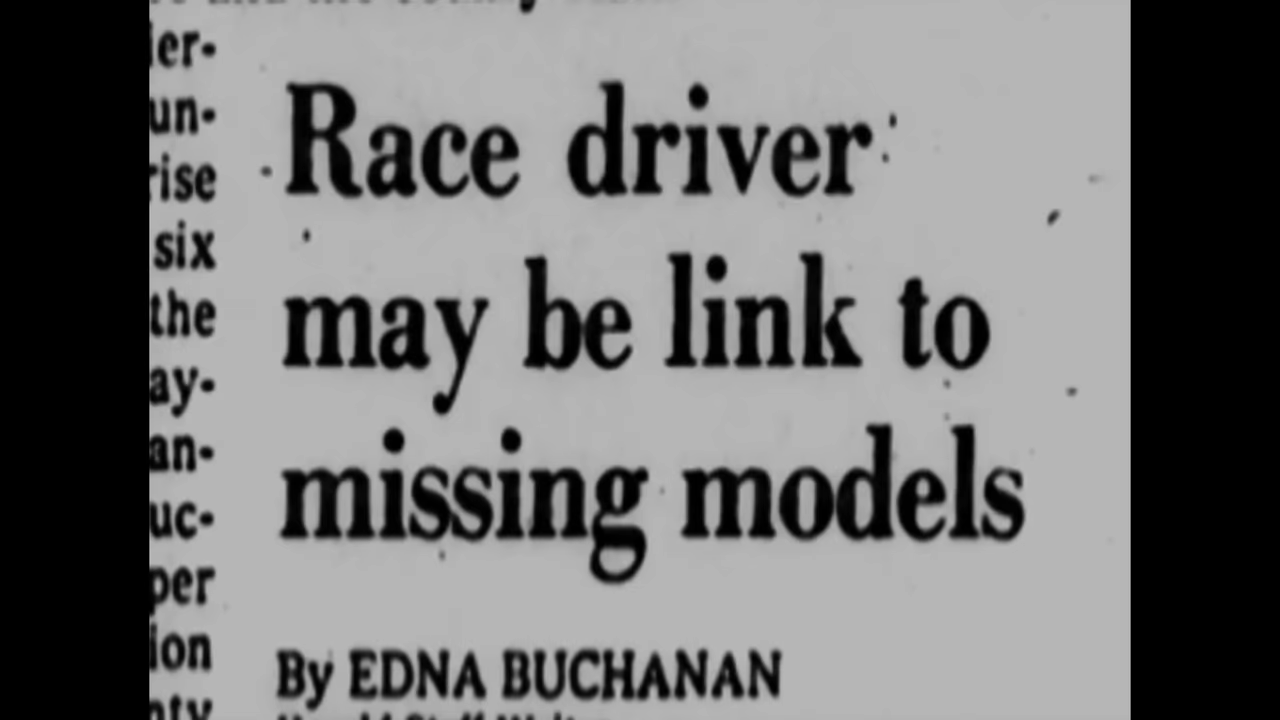 ier-
un-
rise
six
the
ay-
an-
uc-
per
ion
nty
Race driver
may be link to
missing models
By EDNA BUCHANAN